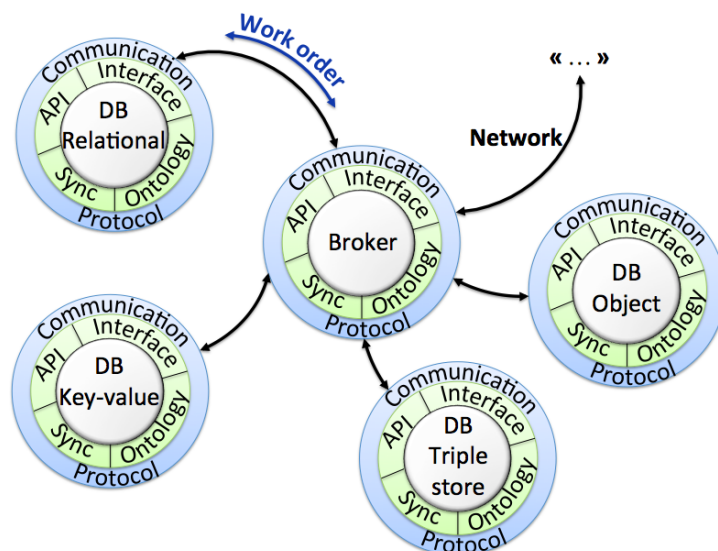 Work order
« ... »
Network
Communication
Protocol
API
Interface
Sync
Ontology
DB
Relational
Communication
Protocol
API
Interface
Sync
Ontology
Broker
Communication
Protocol
API
Interface
Sync
Ontology
DB
Object
Communication
Protocol
API
Interface
Sync
Ontology
DB
Key-value
Communication
Protocol
API
Interface
Sync
Ontology
DB
Triple
store